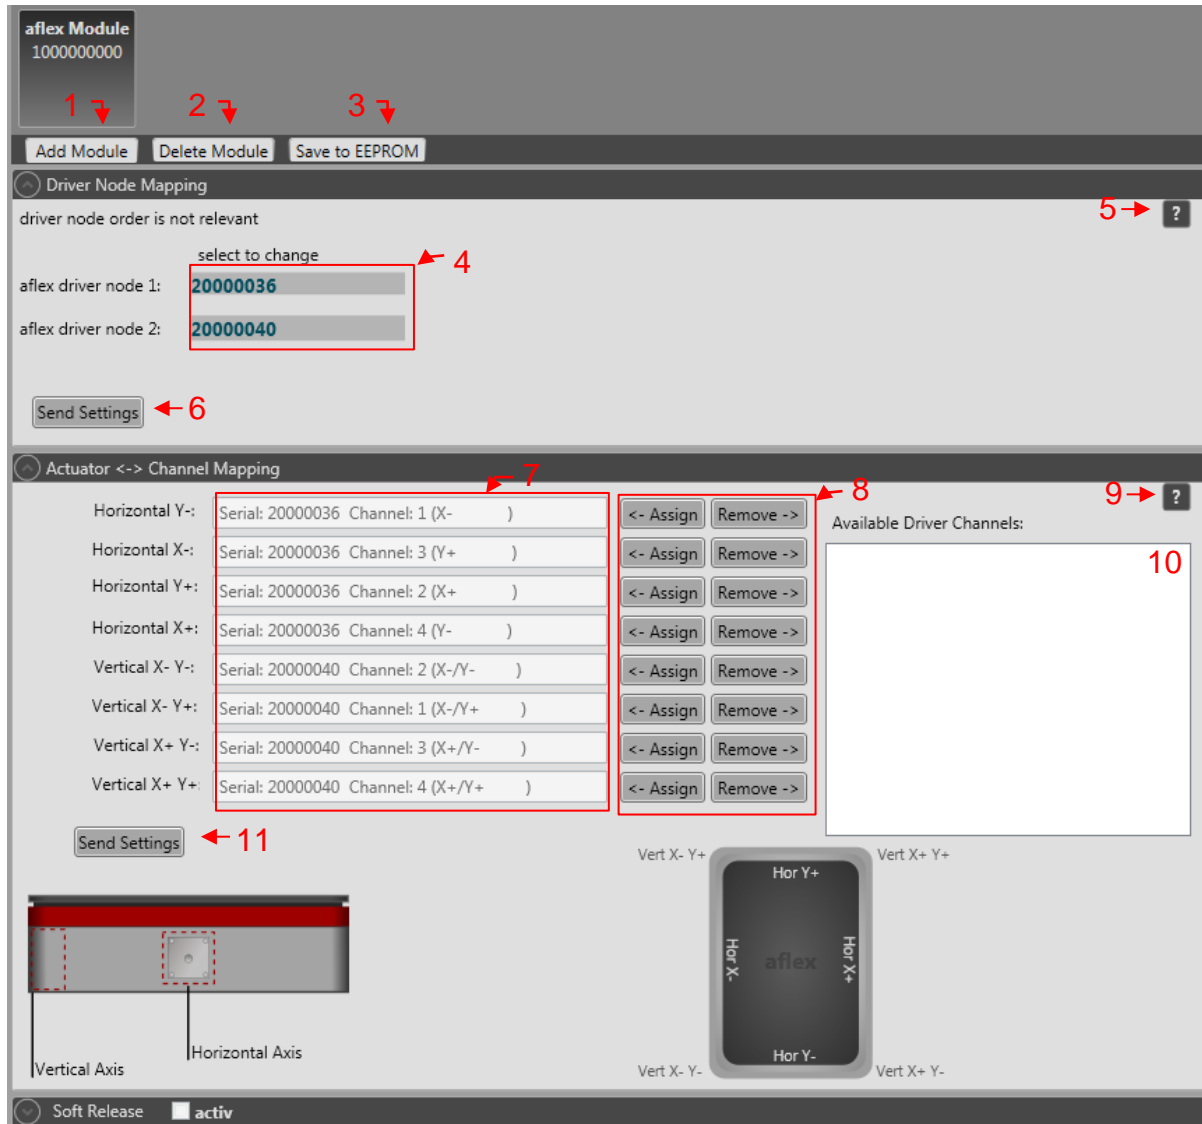 aflex Module
1000000000
1 2 3
Add Module Delete Module Save to EEPROM
Driver Node Mapping
driver node order is not relevant 5 ?
select to change
4
aflex driver node 1: 20000036
aflex driver node 2: 20000040
Send Settings 6
Actuator <-> Channel Mapping
7 8 9 ?
Horizontal Y-: Serial: 20000036 Channel: 1 (X- ) <- Assign Remove -> Available Driver Channels:
Horizontal X-: Serial: 20000036 Channel: 3 (Y+ ) <- Assign Remove -> 10
Horizontal Y+: Serial: 20000036 Channel: 2 (X+ ) <- Assign Remove ->
Horizontal X+: Serial: 20000036 Channel: 4 (Y- ) <- Assign Remove ->
Vertical X- Y-: Serial: 20000040 Channel: 2 (X-/Y- ) <- Assign Remove ->
Vertical X- Y+: Serial: 20000040 Channel: 1 (X-/Y+ ) <- Assign Remove ->
Vertical X+ Y-: Serial: 20000040 Channel: 3 (X+/Y- ) <- Assign Remove ->
Vertical X+ Y+: Serial: 20000040 Channel: 4 (X+/Y+ ) <- Assign Remove ->
Send Settings 11
Vert X- Y+ Vert X+ Y+
Hor Y+
Hor X- aflex Hor X+
Hor Y-
Vert X- Y- Vert X+ Y-
Horizontal Axis
Vertical Axis
Soft Release activ